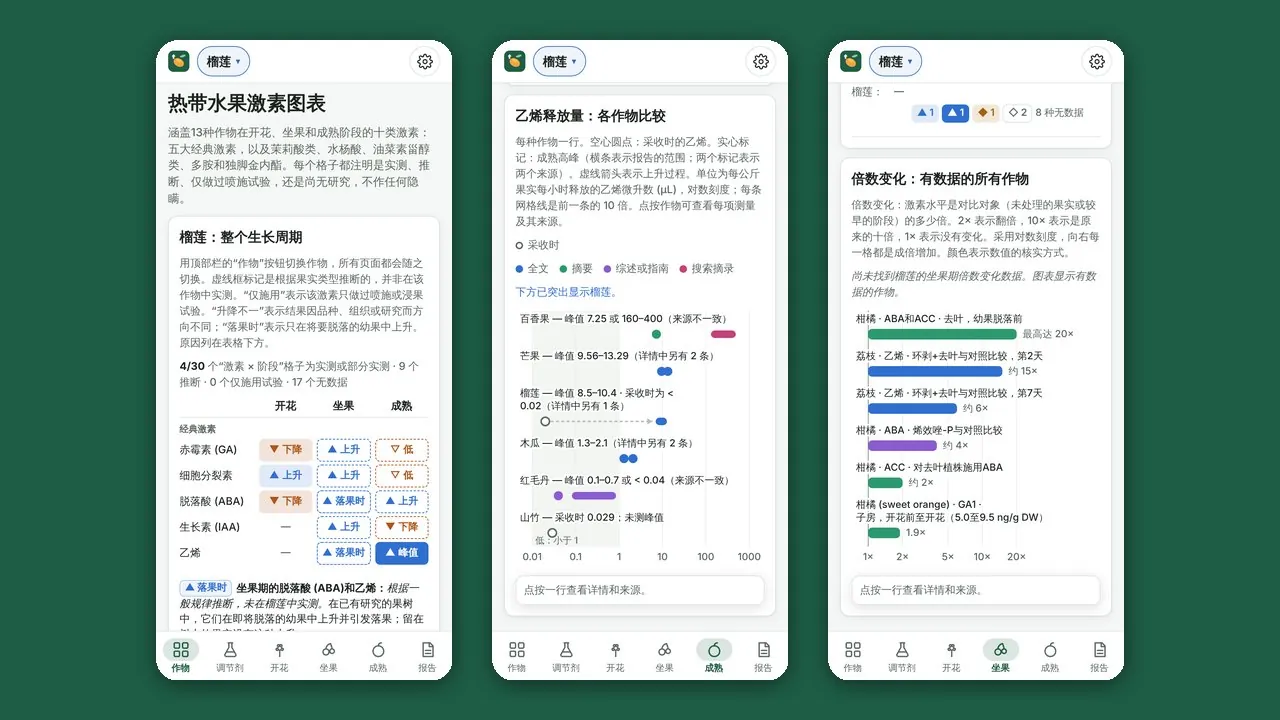 榴莲 ▾
热带水果激素图表
涵盖13种作物在开花、坐果和成熟阶段的十类激素：
五大经典激素，以及茉莉酸类、水杨酸、油菜素甾醇
类、多胺和独脚金内酯。每个格子都注明是实测、推
断、仅做过喷施试验，还是尚无研究，不作任何隐
瞒。
榴莲：整个生长周期
用顶部栏的“作物”按钮切换作物，所有页面都会随之
切换。虚线框标记是根据果实类型推断的，并非在该
作物中实测。“仅施用”表示该激素只做过喷施或浸果
试验。“升降不一”表示结果因品种、组织或研究而方
向不同；“落果时”表示只在将要脱落的幼果中上升。
原因列在表格下方。
4/30 个“激素 × 阶段”格子为实测或部分实测 · 9 个
推断 · 0 个仅施用试验 · 17 个无数据
开花 坐果 成熟
经典激素
赤霉素 (GA) ▼ 下降 ▲ 上升 ▽ 低
细胞分裂素 ▲ 上升 ▲ 上升 ▽ 低
脱落酸 (ABA) ▼ 下降 ▲ 落果时 ▲ 上升
生长素 (IAA) — ▲ 上升 ▼ 下降
乙烯 — ▲ 落果时 ▲ 峰值
▲ 落果时 坐果期的脱落酸 (ABA)和乙烯：根据一
般规律推断，未在榴莲中实测。在已有研究的果树
中，它们在即将脱落的幼果中上升并引发落果；留在
作物 调节剂 开花 坐果 成熟 报告
榴莲 ▾
乙烯释放量：各作物比较
每种作物一行。空心圆点：采收时的乙烯。实心标
记：成熟高峰（横条表示报告的范围；两个标记表示
两个来源）。虚线箭头表示上升过程。单位为每公斤
果实每小时释放的乙烯微升数 (µL)，对数刻度；每条
网格线是前一条的 10 倍。点按作物可查看每项测量
及其来源。
采收时
全文 摘要 综述或指南 搜索摘录
下方已突出显示榴莲。
百香果 — 峰值 7.25 或 160–400（来源不一致）
芒果 — 峰值 9.56–13.29（详情中另有 2 条）
榴莲 — 峰值 8.5–10.4 · 采收时为 <
0.02（详情中另有 1 条）
木瓜 — 峰值 1.3–2.1（详情中另有 2 条）
红毛丹 — 峰值 0.1–0.7 或 < 0.04（来源不一致）
山竹 — 采收时 0.029；未测峰值
低：小于 1
0.01 0.1 1 10 100 1000
点按一行查看详情和来源。
作物 调节剂 开花 坐果 成熟 报告
榴莲 ▾
榴莲： —
▲ 1 ▲ 1 ◆ 1 ◇ 2 8 种无数据
倍数变化：有数据的所有作物
倍数变化：激素水平是对比对象（未处理的果实或较
早的阶段）的多少倍。2× 表示翻倍，10× 表示是原
来的十倍，1× 表示没有变化。采用对数刻度，向右每
一格都是成倍增加。颜色表示数值的核实方式。
尚未找到榴莲的坐果期倍数变化数据。图表显示有数
据的作物。
柑橘 · ABA和ACC · 去叶，幼果脱落前
最高达 20×
荔枝 · 乙烯 · 环剥+去叶与对照比较，第2天
约 15×
荔枝 · 乙烯 · 环剥+去叶与对照比较，第7天
约 6×
柑橘 · ABA · 烯效唑-P与对照比较
约 4×
柑橘 · ACC · 对去叶植株施用ABA
约 2×
柑橘 (sweet orange) · GA1 ·
子房，开花前至开花（5.0至9.5 ng/g DW）
1.9×
1× 2× 5× 10× 20×
点按一行查看详情和来源。
作物 调节剂 开花 坐果 成熟 报告